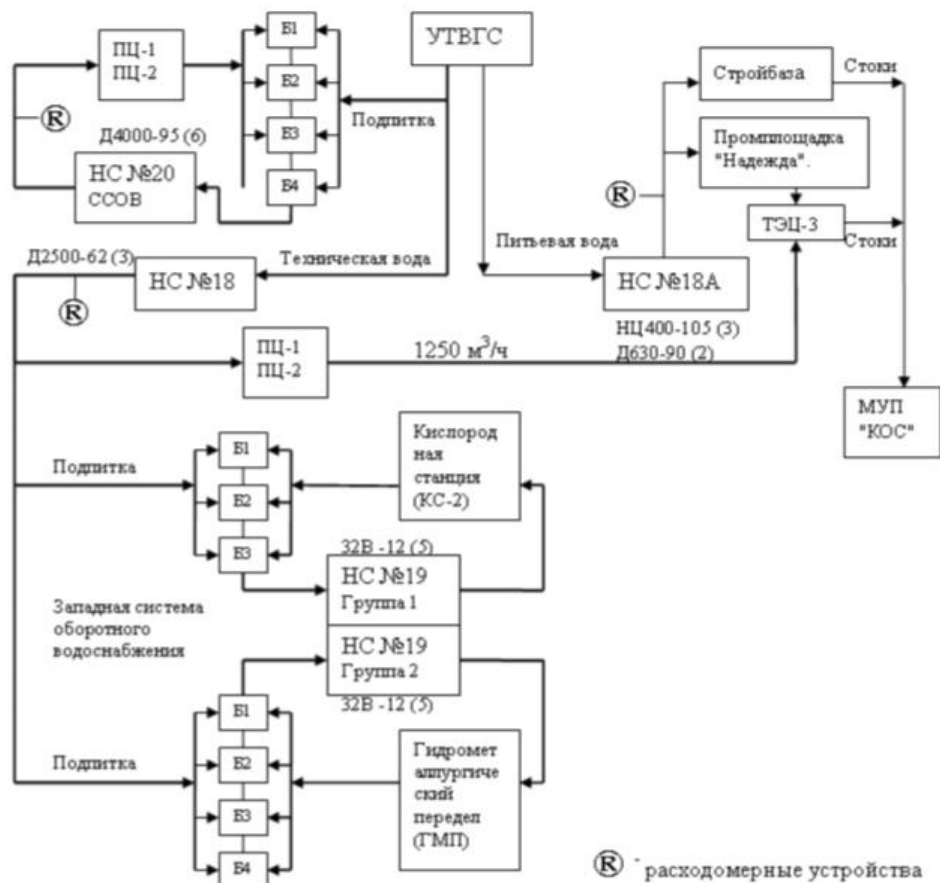 ПЦ-1
ПЦ-2
Б1
Б2
Б3
Б4
УТВГС
Подпитка
Стройбаза
Стоки
Промплощадка
"Надежда".
ТЭЦ-3
Стоки
R
Д4000-95 (6)
НС №20
ССОВ
R
Д2500-62 (3)
НС №18
Техническая вода
Питьевая вода
НС №18А
R
НЦ400-105 (3)
Д630-90 (2)
ПЦ-1
ПЦ-2
1250 м³/ч
МУП
"КОС"
Подпитка
Б1
Б2
Б3
Кислород
ная
станция
(КС-2)
32В -12 (5)
НС №19
Группа 1
НС №19
Группа 2
32В -12 (5)
Западная система
оборотного
водоснабжения
Подпитка
Б1
Б2
Б3
Б4
Гидромет
аллургиче
ский
передел
(ГМП)
R - расходомерные устройства